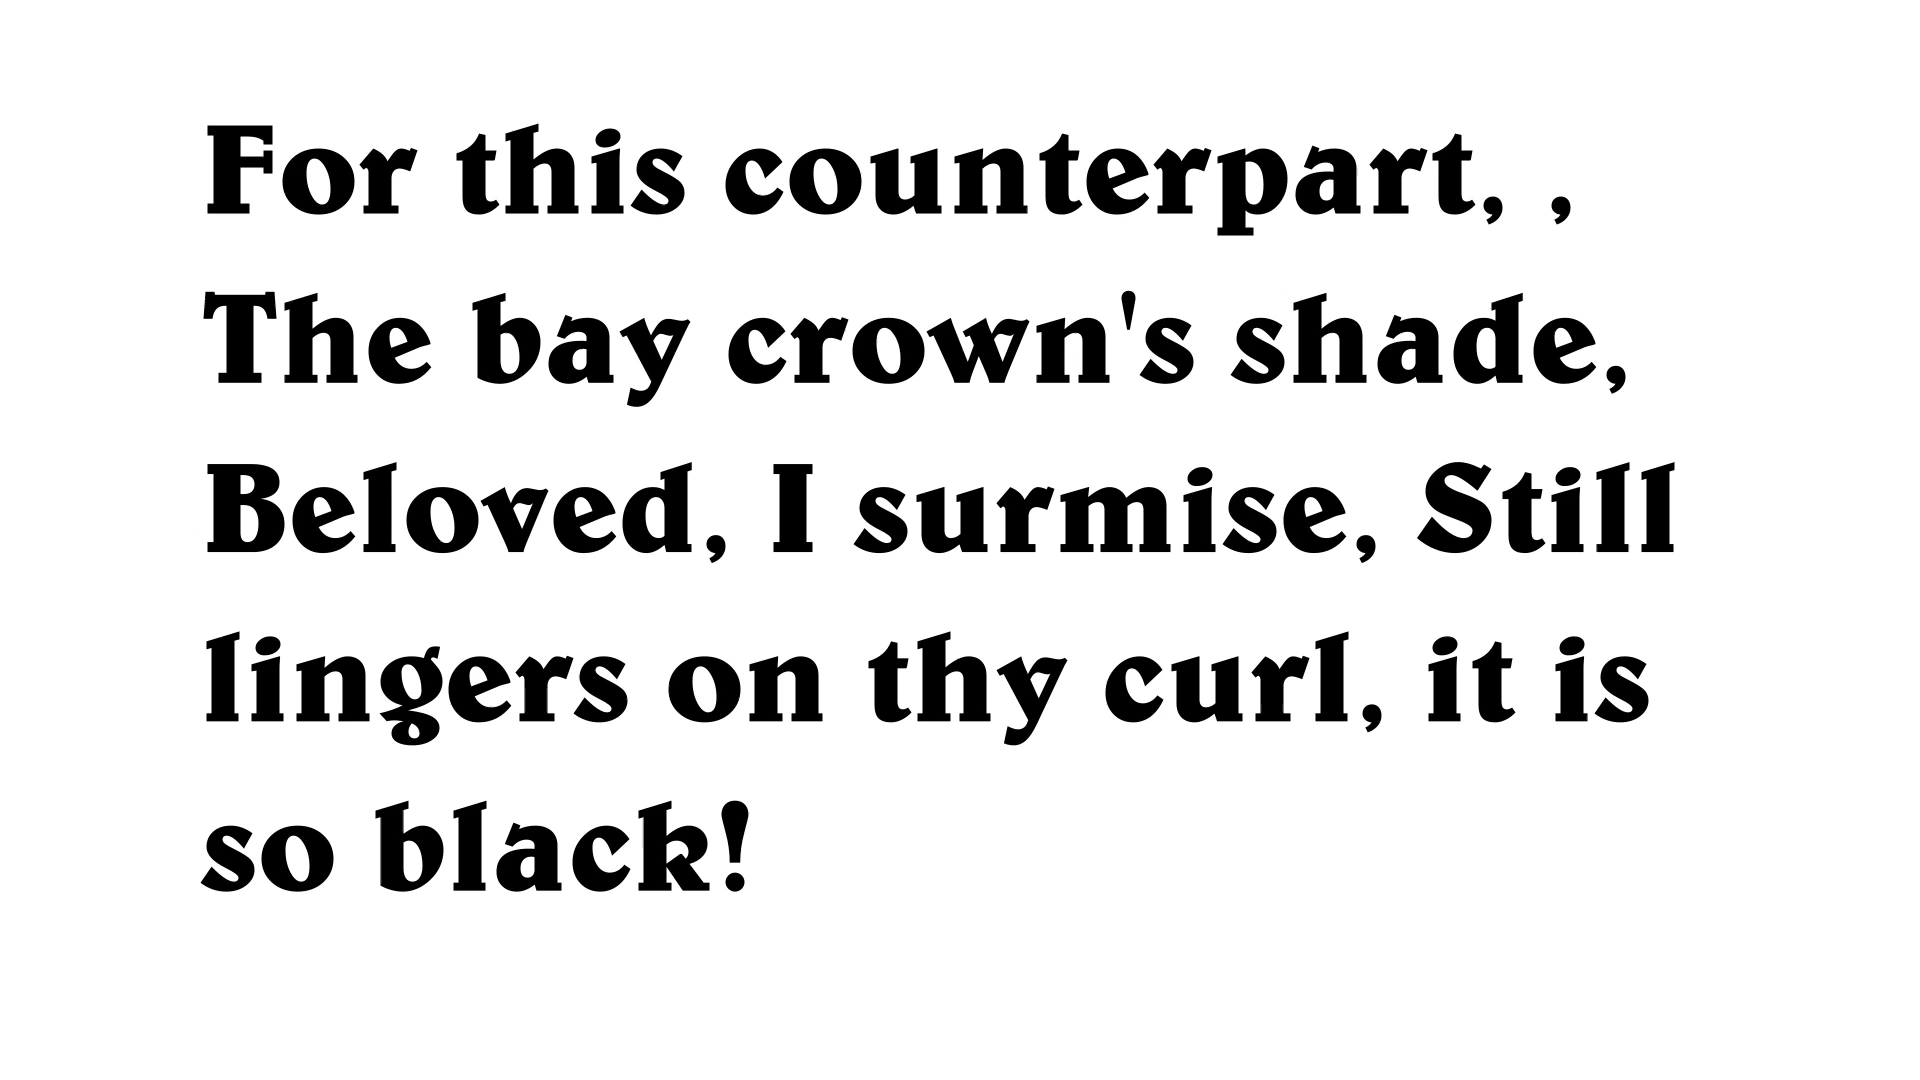 For this counterpart, ,
The bay crown's shade,
Beloved, I surmise, Still
lingers on thy curl, it is
so black!